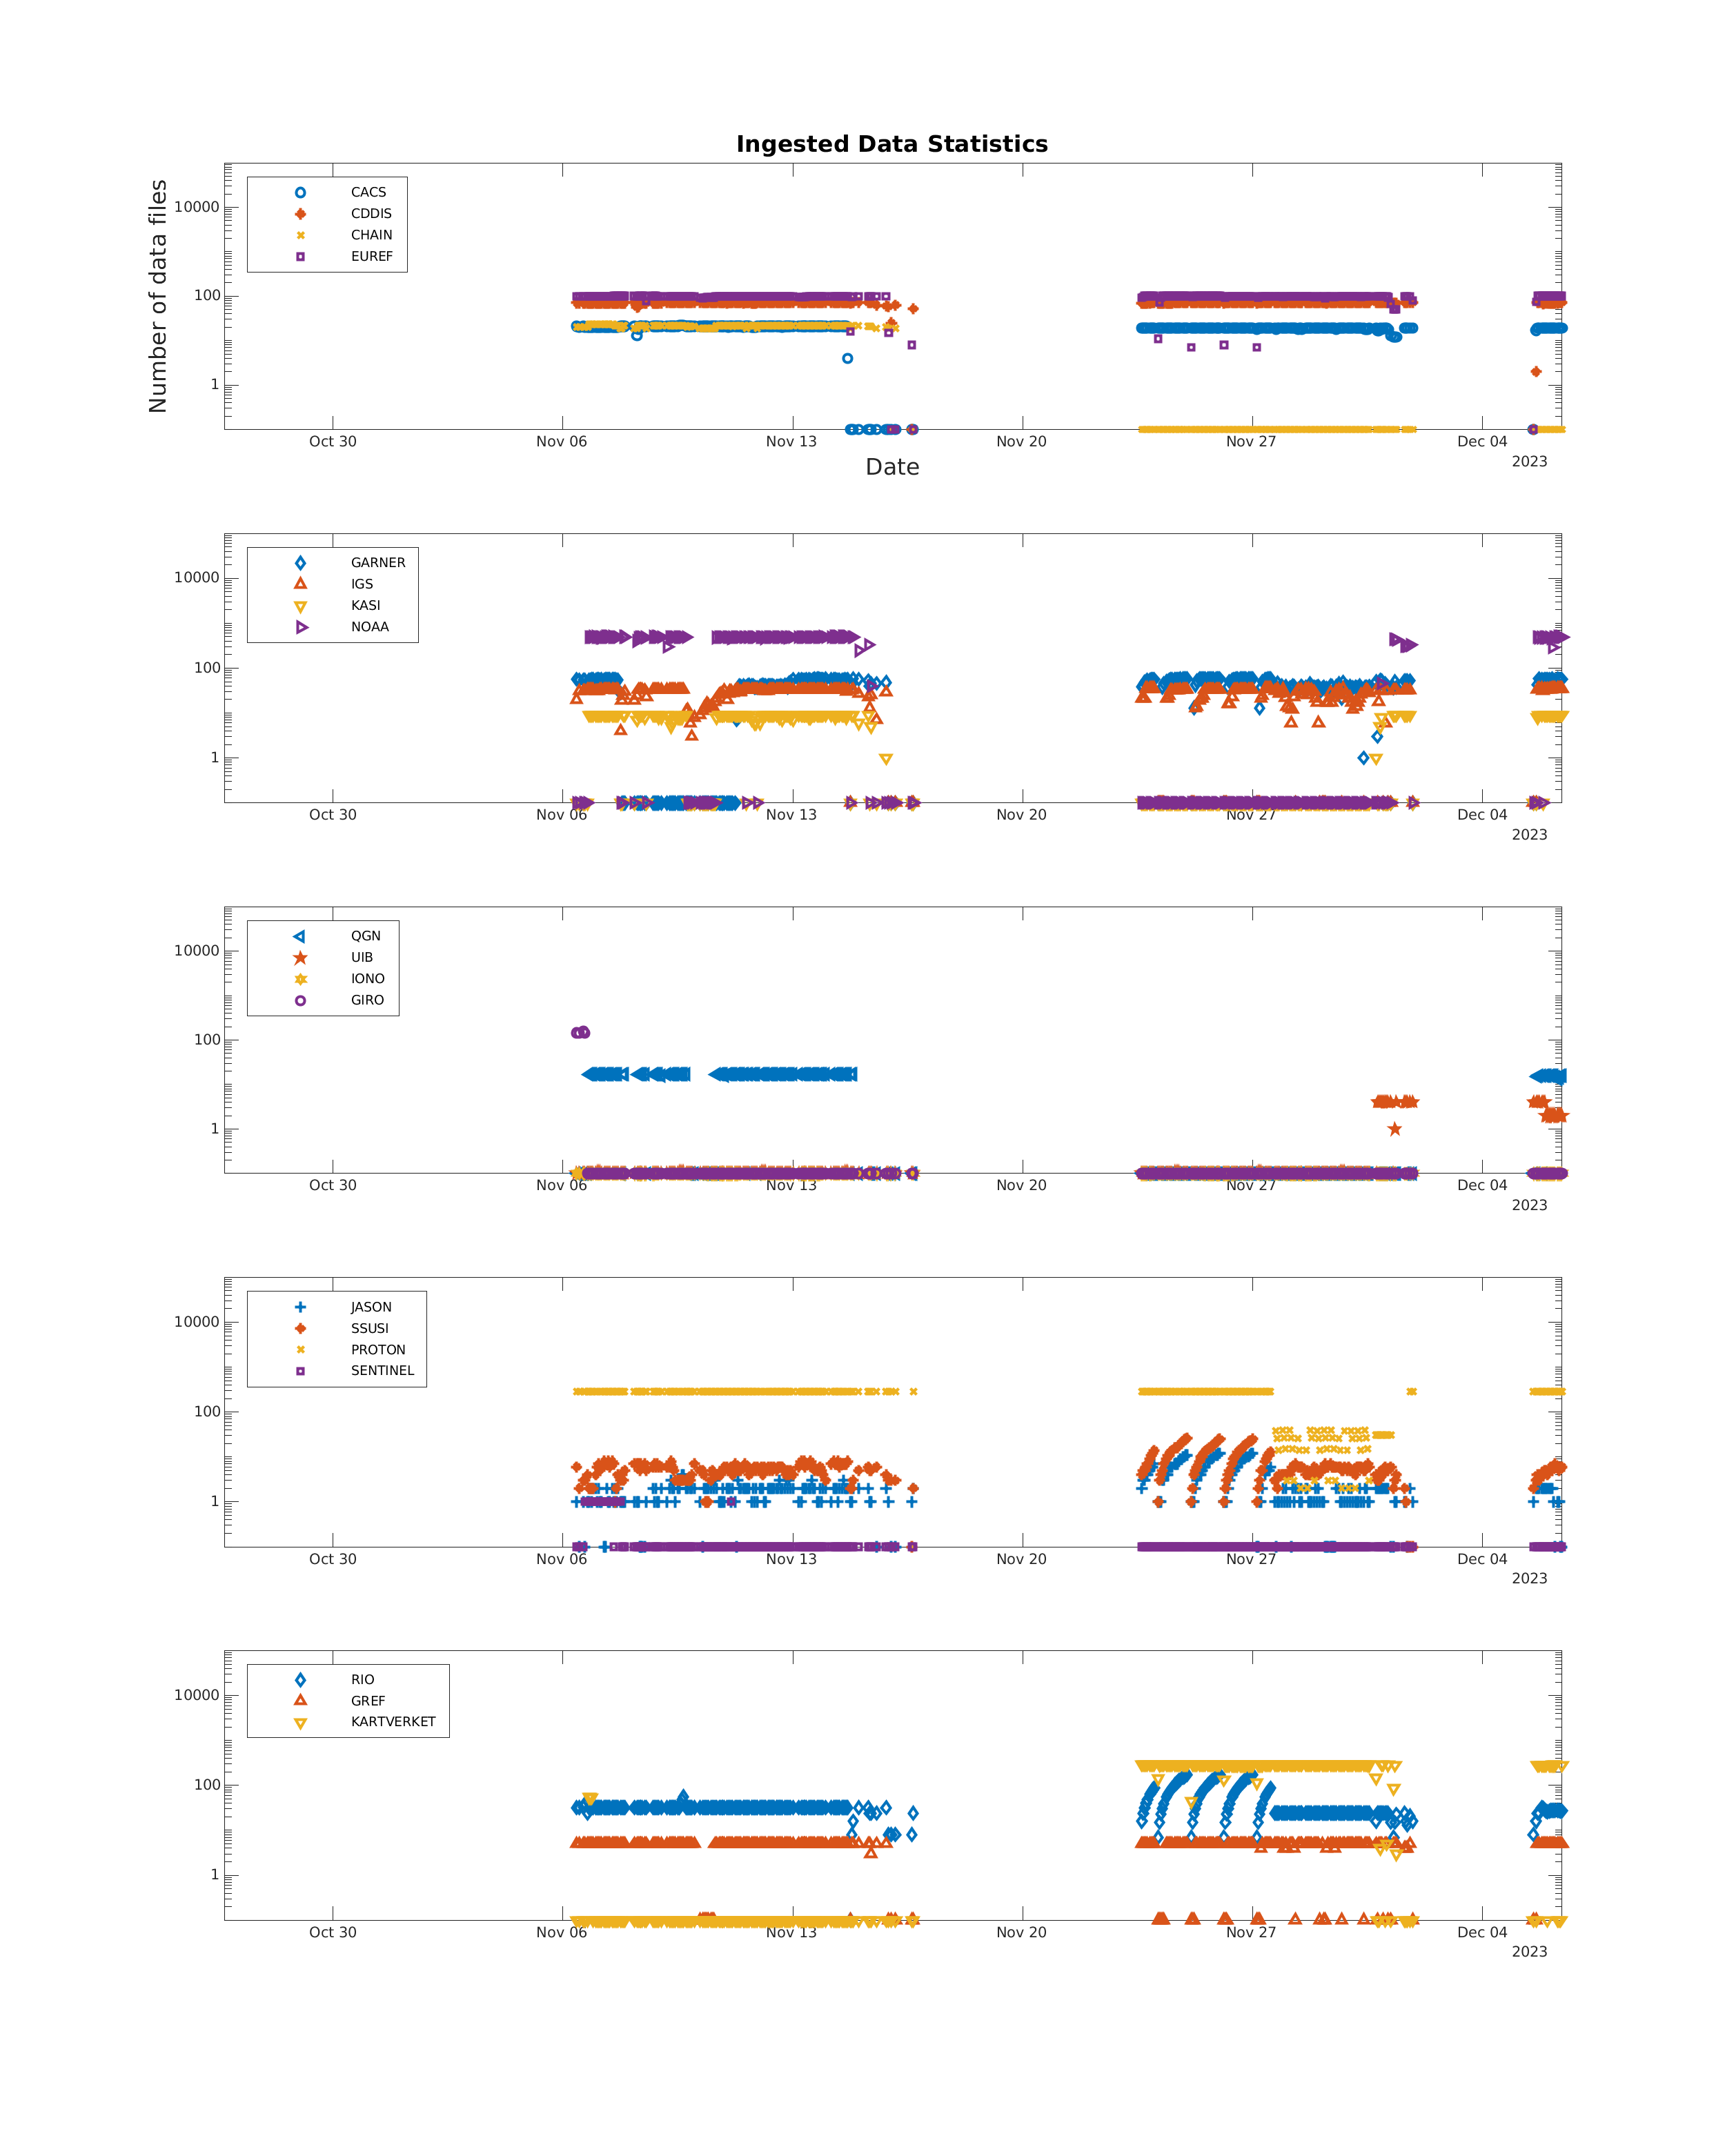 Ingested Data Statistics
Number of data files
CACS
CDDIS
CHAIN
EUREF
10000
100
1
Oct 30 Nov 06 Nov 13 Nov 20 Nov 27 Dec 04
2023
Date
GARNER
IGS
KASI
NOAA
10000
100
1
Oct 30 Nov 06 Nov 13 Nov 20 Nov 27 Dec 04
2023
QGN
UIB
IONO
GIRO
10000
100
1
Oct 30 Nov 06 Nov 13 Nov 20 Nov 27 Dec 04
2023
JASON
SSUSI
PROTON
SENTINEL
10000
100
1
Oct 30 Nov 06 Nov 13 Nov 20 Nov 27 Dec 04
2023
RIO
GREF
KARTVERKET
10000
100
1
Oct 30 Nov 06 Nov 13 Nov 20 Nov 27 Dec 04
2023